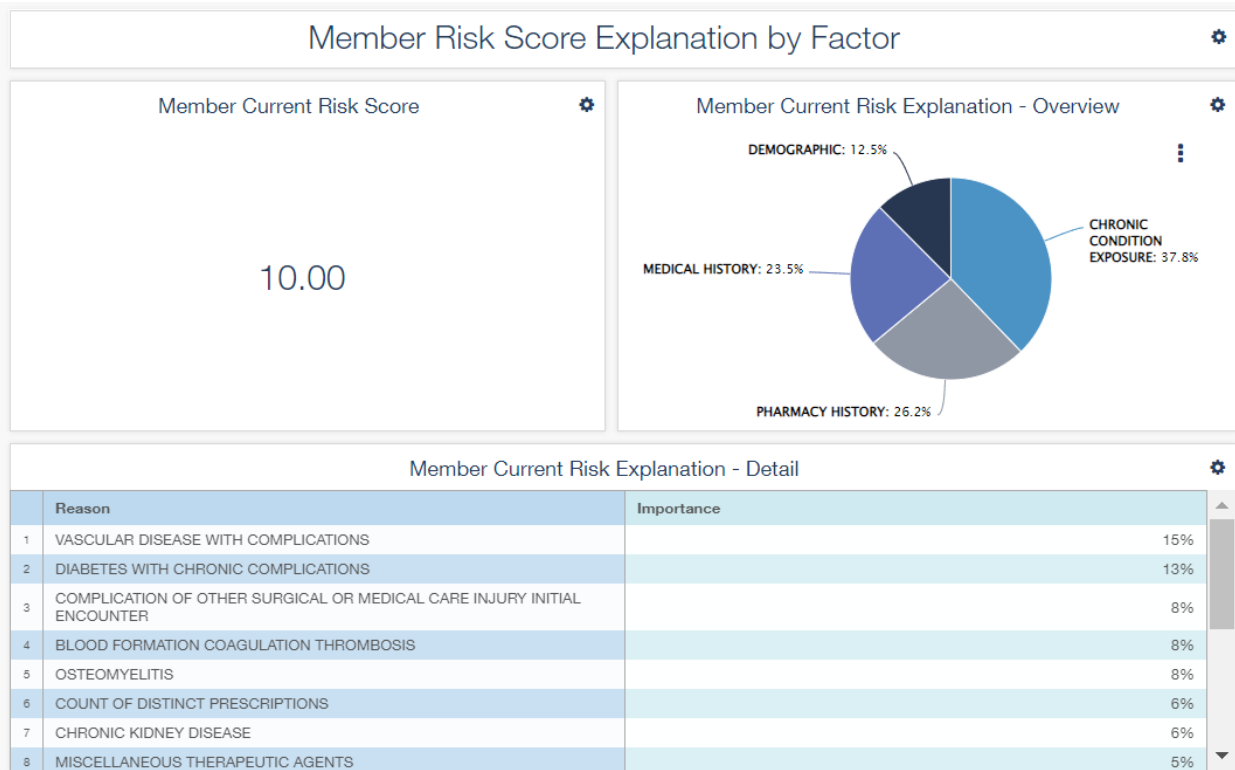 Member Risk Score Explanation by Factor
Member Current Risk Score
10.00
Member Current Risk Explanation - Overview
DEMOGRAPHIC: 12.5%
CHRONIC
CONDITION
EXPOSURE: 37.8%
MEDICAL HISTORY: 23.5%
PHARMACY HISTORY: 26.2%
Member Current Risk Explanation - Detail
Reason Importance
1 VASCULAR DISEASE WITH COMPLICATIONS 15%
2 DIABETES WITH CHRONIC COMPLICATIONS 13%
3 COMPLICATION OF OTHER SURGICAL OR MEDICAL CARE INJURY INITIAL
ENCOUNTER 8%
4 BLOOD FORMATION COAGULATION THROMBOSIS 8%
5 OSTEOMYELITIS 8%
6 COUNT OF DISTINCT PRESCRIPTIONS 6%
7 CHRONIC KIDNEY DISEASE 6%
8 MISCELLANEOUS THERAPEUTIC AGENTS 5%